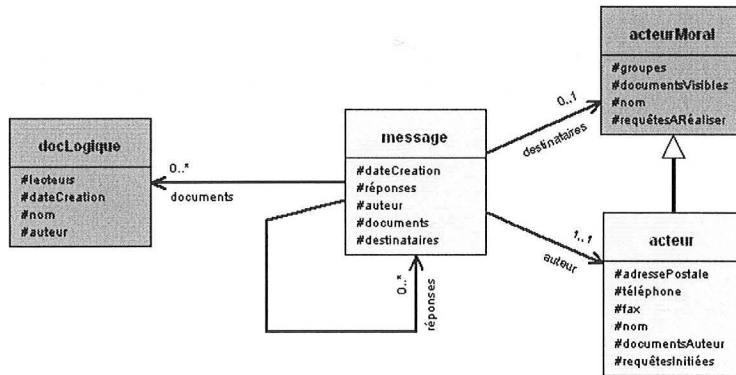 acteurMoral
#groupes
#documentsVisibles
#nom
#requêtesARéaliser
0..1
destinataires
message
#dateCreation
#réponses
#auteur
#documents
#destinataires
docLogique
#lecteurs
#dateCreation
#nom
#auteur
0..*
documents
1..1
auteur
acteur
#adressePostale
#téléphone
#fax
#nom
#documentsAuteur
#requêtesInitiées
0..*
réponses